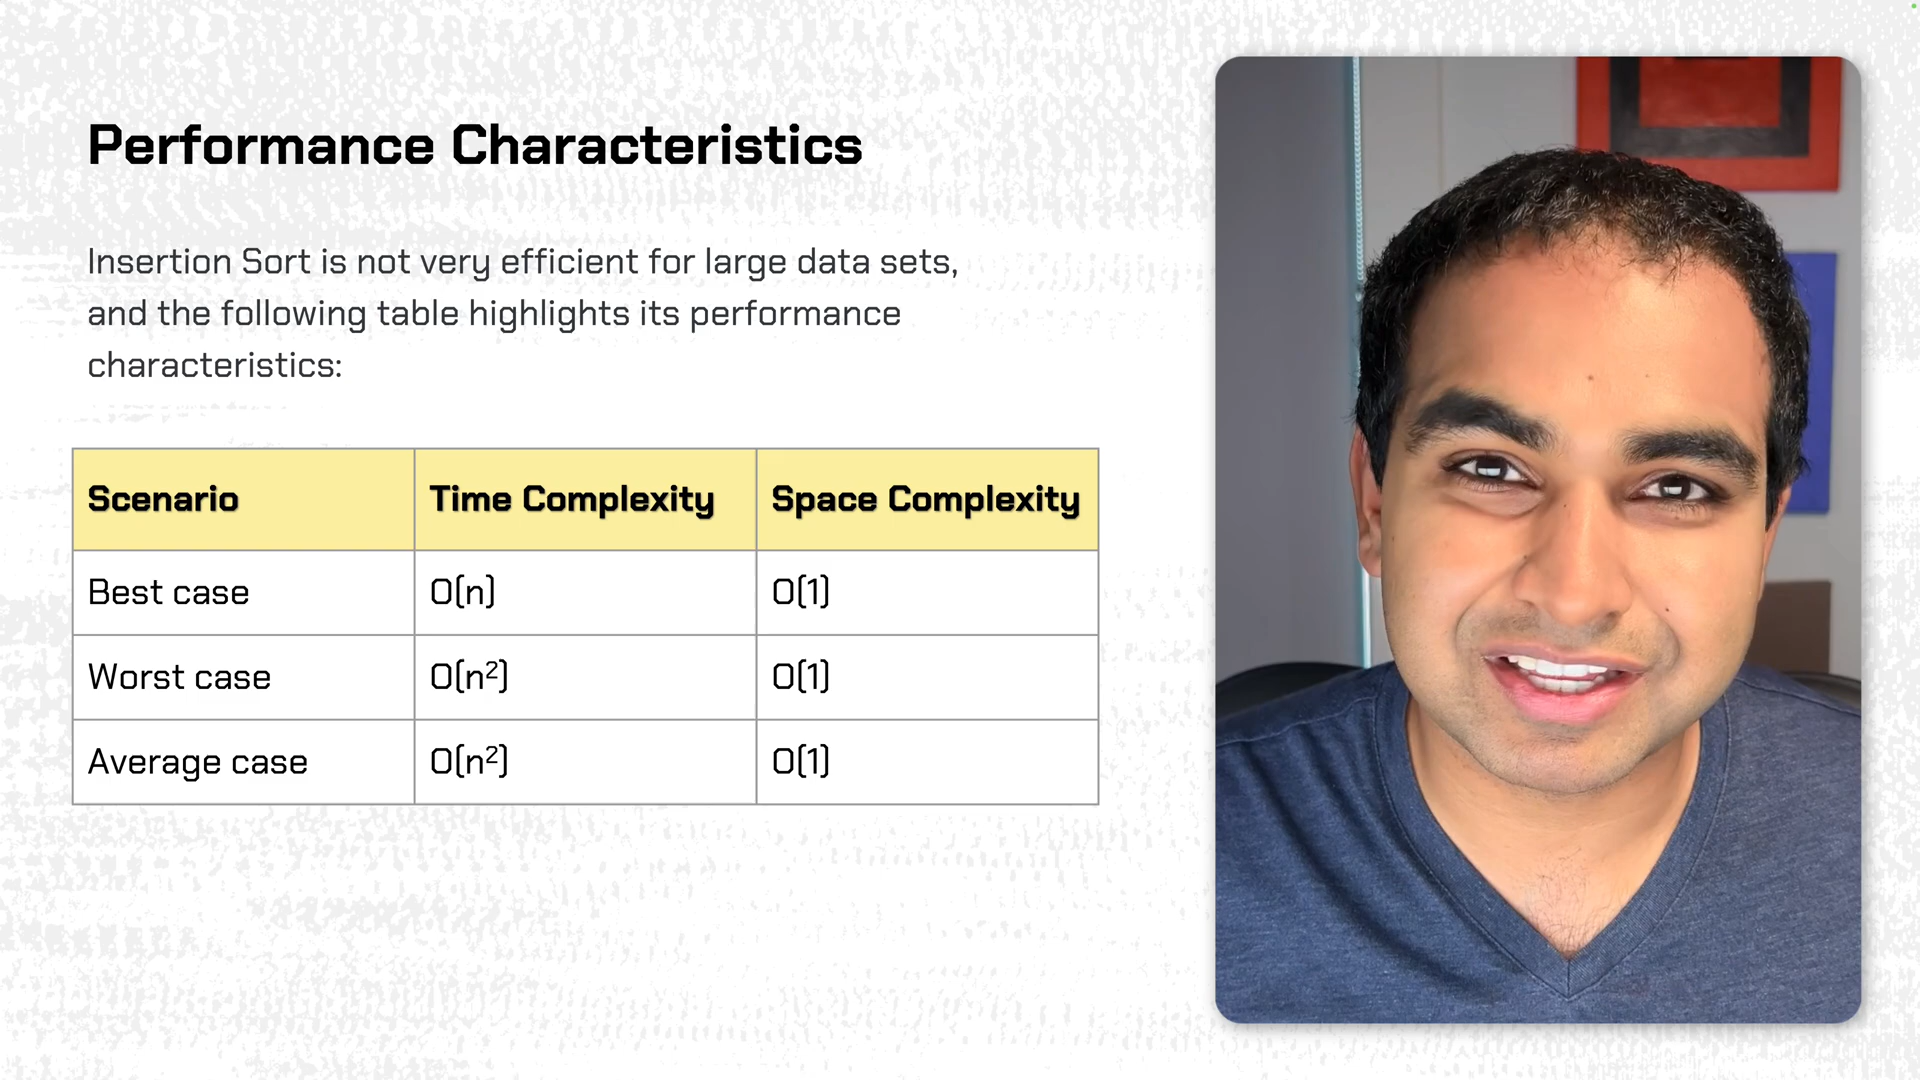 Performance Characteristics
Insertion Sort is not very efficient for large data sets,
and the following table highlights its performance
characteristics:
Scenario Time Complexity Space Complexity
Best case O(n) O(1)
Worst case O(n²) O(1)
Average case O(n²) O(1)